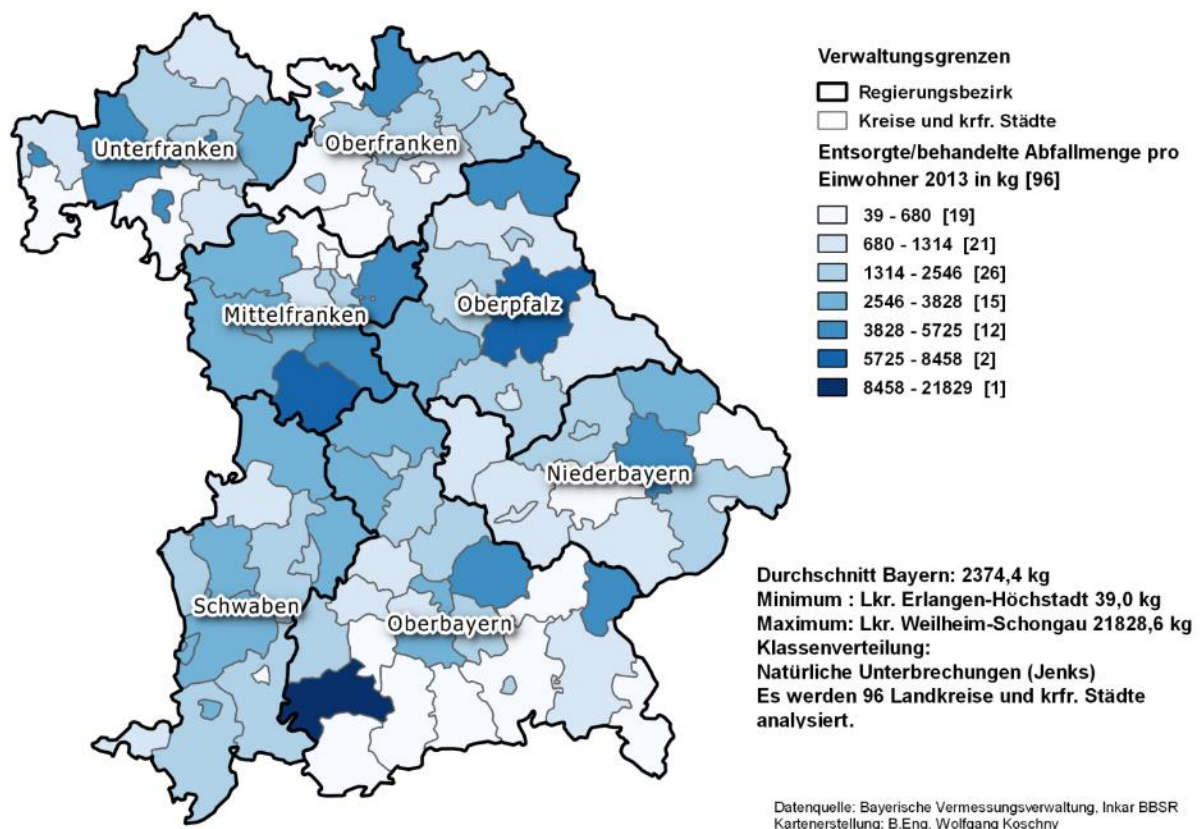 Unterfranken
Oberfranken
Mittelfranken
Oberpfalz
Niederbayern
Schwaben
Oberbayern
Verwaltungsgrenzen
Regierungsbezirk
Kreise und krfr. Städte
Entsorgte/behandelte Abfallmenge pro
Einwohner 2013 in kg [96]
39 - 680 [19]
680 - 1314 [21]
1314 - 2546 [26]
2546 - 3828 [15]
3828 - 5725 [12]
5725 - 8458 [2]
8458 - 21829 [1]
Durchschnitt Bayern: 2374,4 kg
Minimum : Lkr. Erlangen-Höchstadt 39,0 kg
Maximum: Lkr. Weilheim-Schongau 21828,6 kg
Klassenverteilung:
Natürliche Unterbrechungen (Jenks)
Es werden 96 Landkreise und krfr. Städte
analysiert.
Datenquelle: Bayerische Vermessungsverwaltung, Inkar BBSR
Kartenerstellung: B.Eng. Wolfgang Koschny